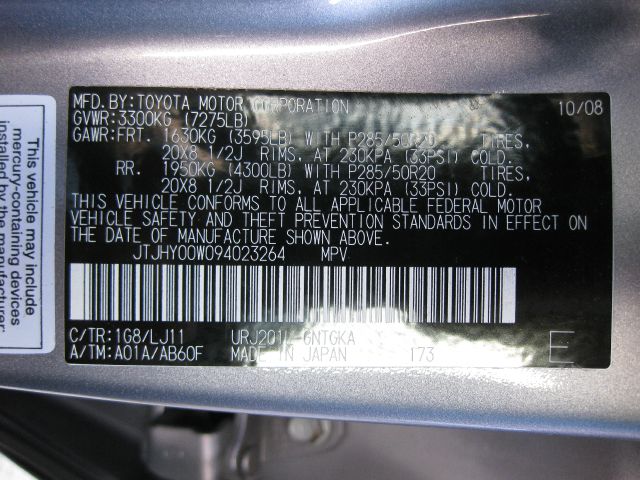 MFD. BY: TOYOTA MOTOR CORPORATION 10/08
GVWR: 3300KG (7275LB)
GAWR: FRT. 1630KG (3595LB) WITH P285/50R20 TIRES,
20X8 1/2J RIMS, AT 230KPA (33PSI) COLD.
RR. 1950KG (4300LB) WITH P285/50R20 TIRES,
20X8 1/2J RIMS, AT 230KPA (33PSI) COLD.
THIS VEHICLE CONFORMS TO ALL APPLICABLE FEDERAL MOTOR
VEHICLE SAFETY AND THEFT PREVENTION STANDARDS IN EFFECT ON
THE DATE OF MANUFACTURE SHOWN ABOVE.
JTJHY00W094023264 MPV
C/TR: 1G8/LJ11 URJ201L-GNTGKA
A/TM: A01A/AB60F MADE IN JAPAN 173 E
This vehicle may include
mercury-containing devices
installed by the manufacturer: